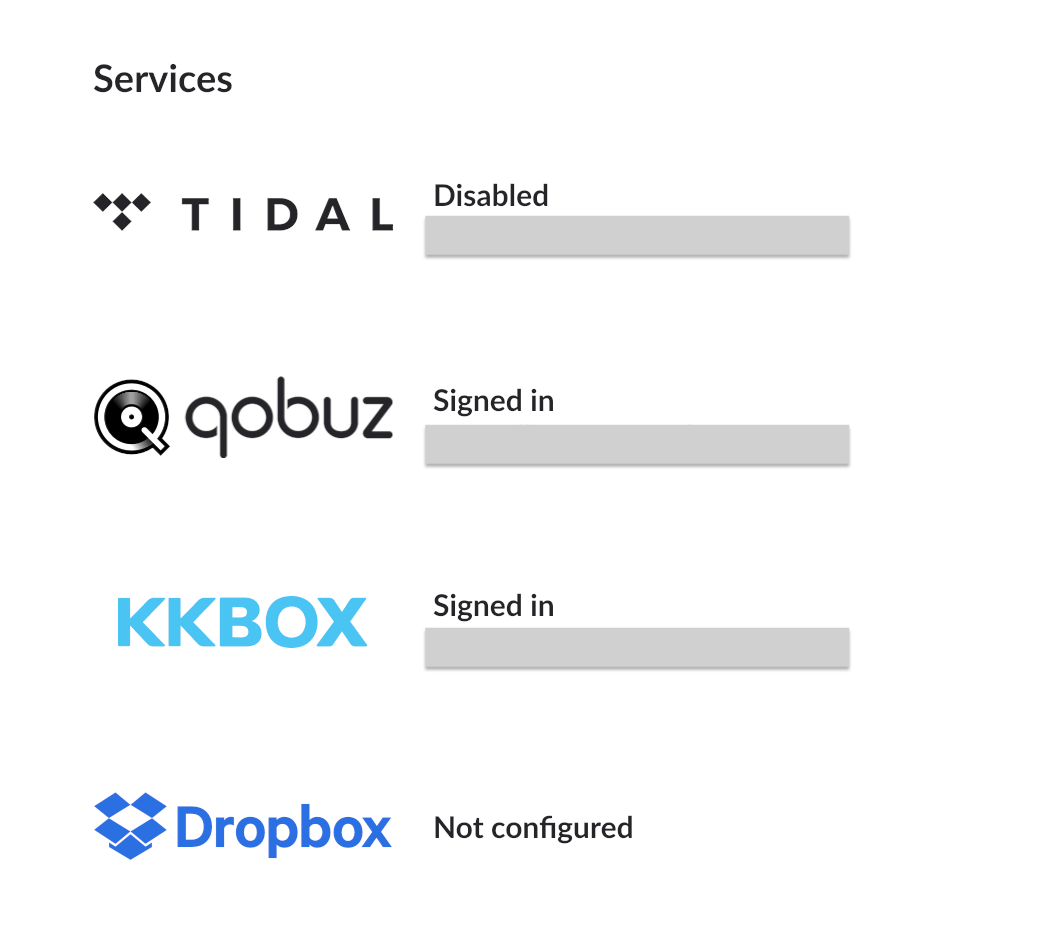 Services
TIDAL Disabled
qobuz Signed in
KKBOX Signed in
Dropbox Not configured